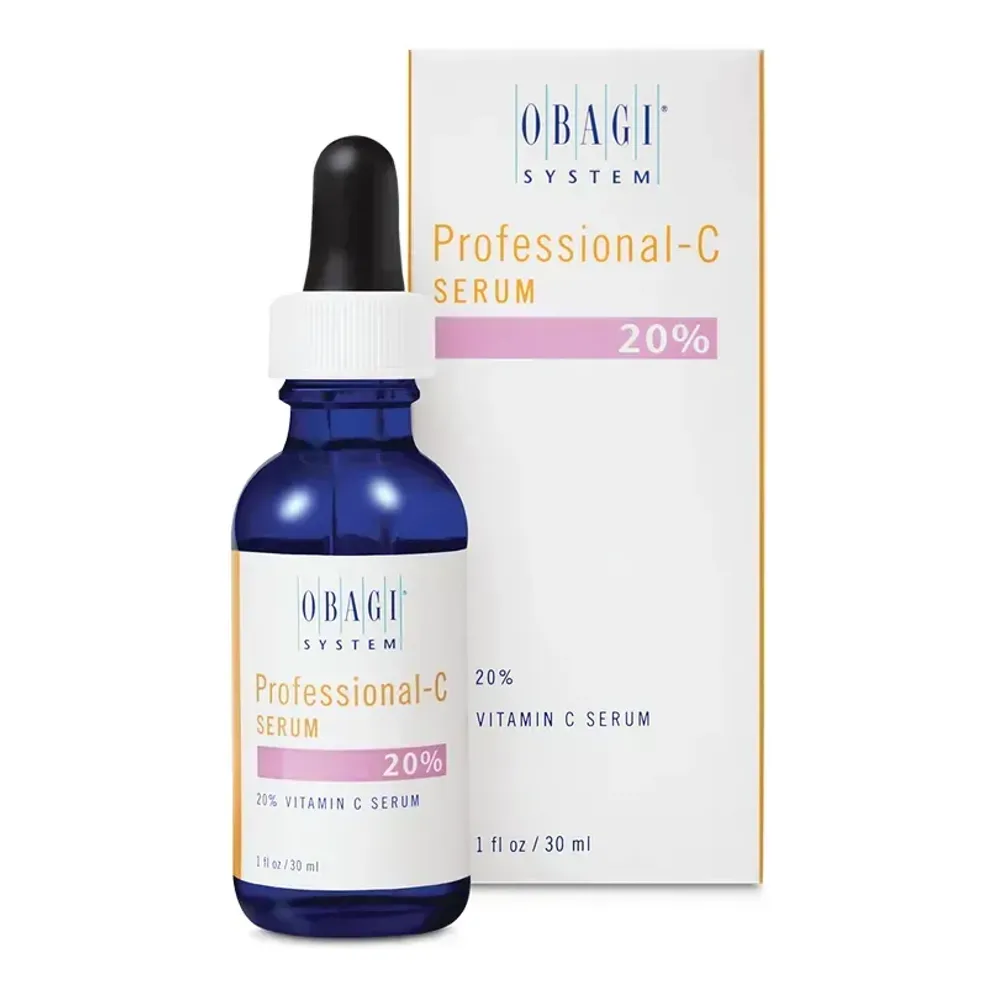 OBAGI®
SYSTEM
Professional-C
SERUM
20%
20%
VITAMIN C SERUM
1 fl oz / 30 ml
OBAGI®
SYSTEM
Professional-C
SERUM
20%
20% VITAMIN C SERUM
1 fl oz / 30 ml